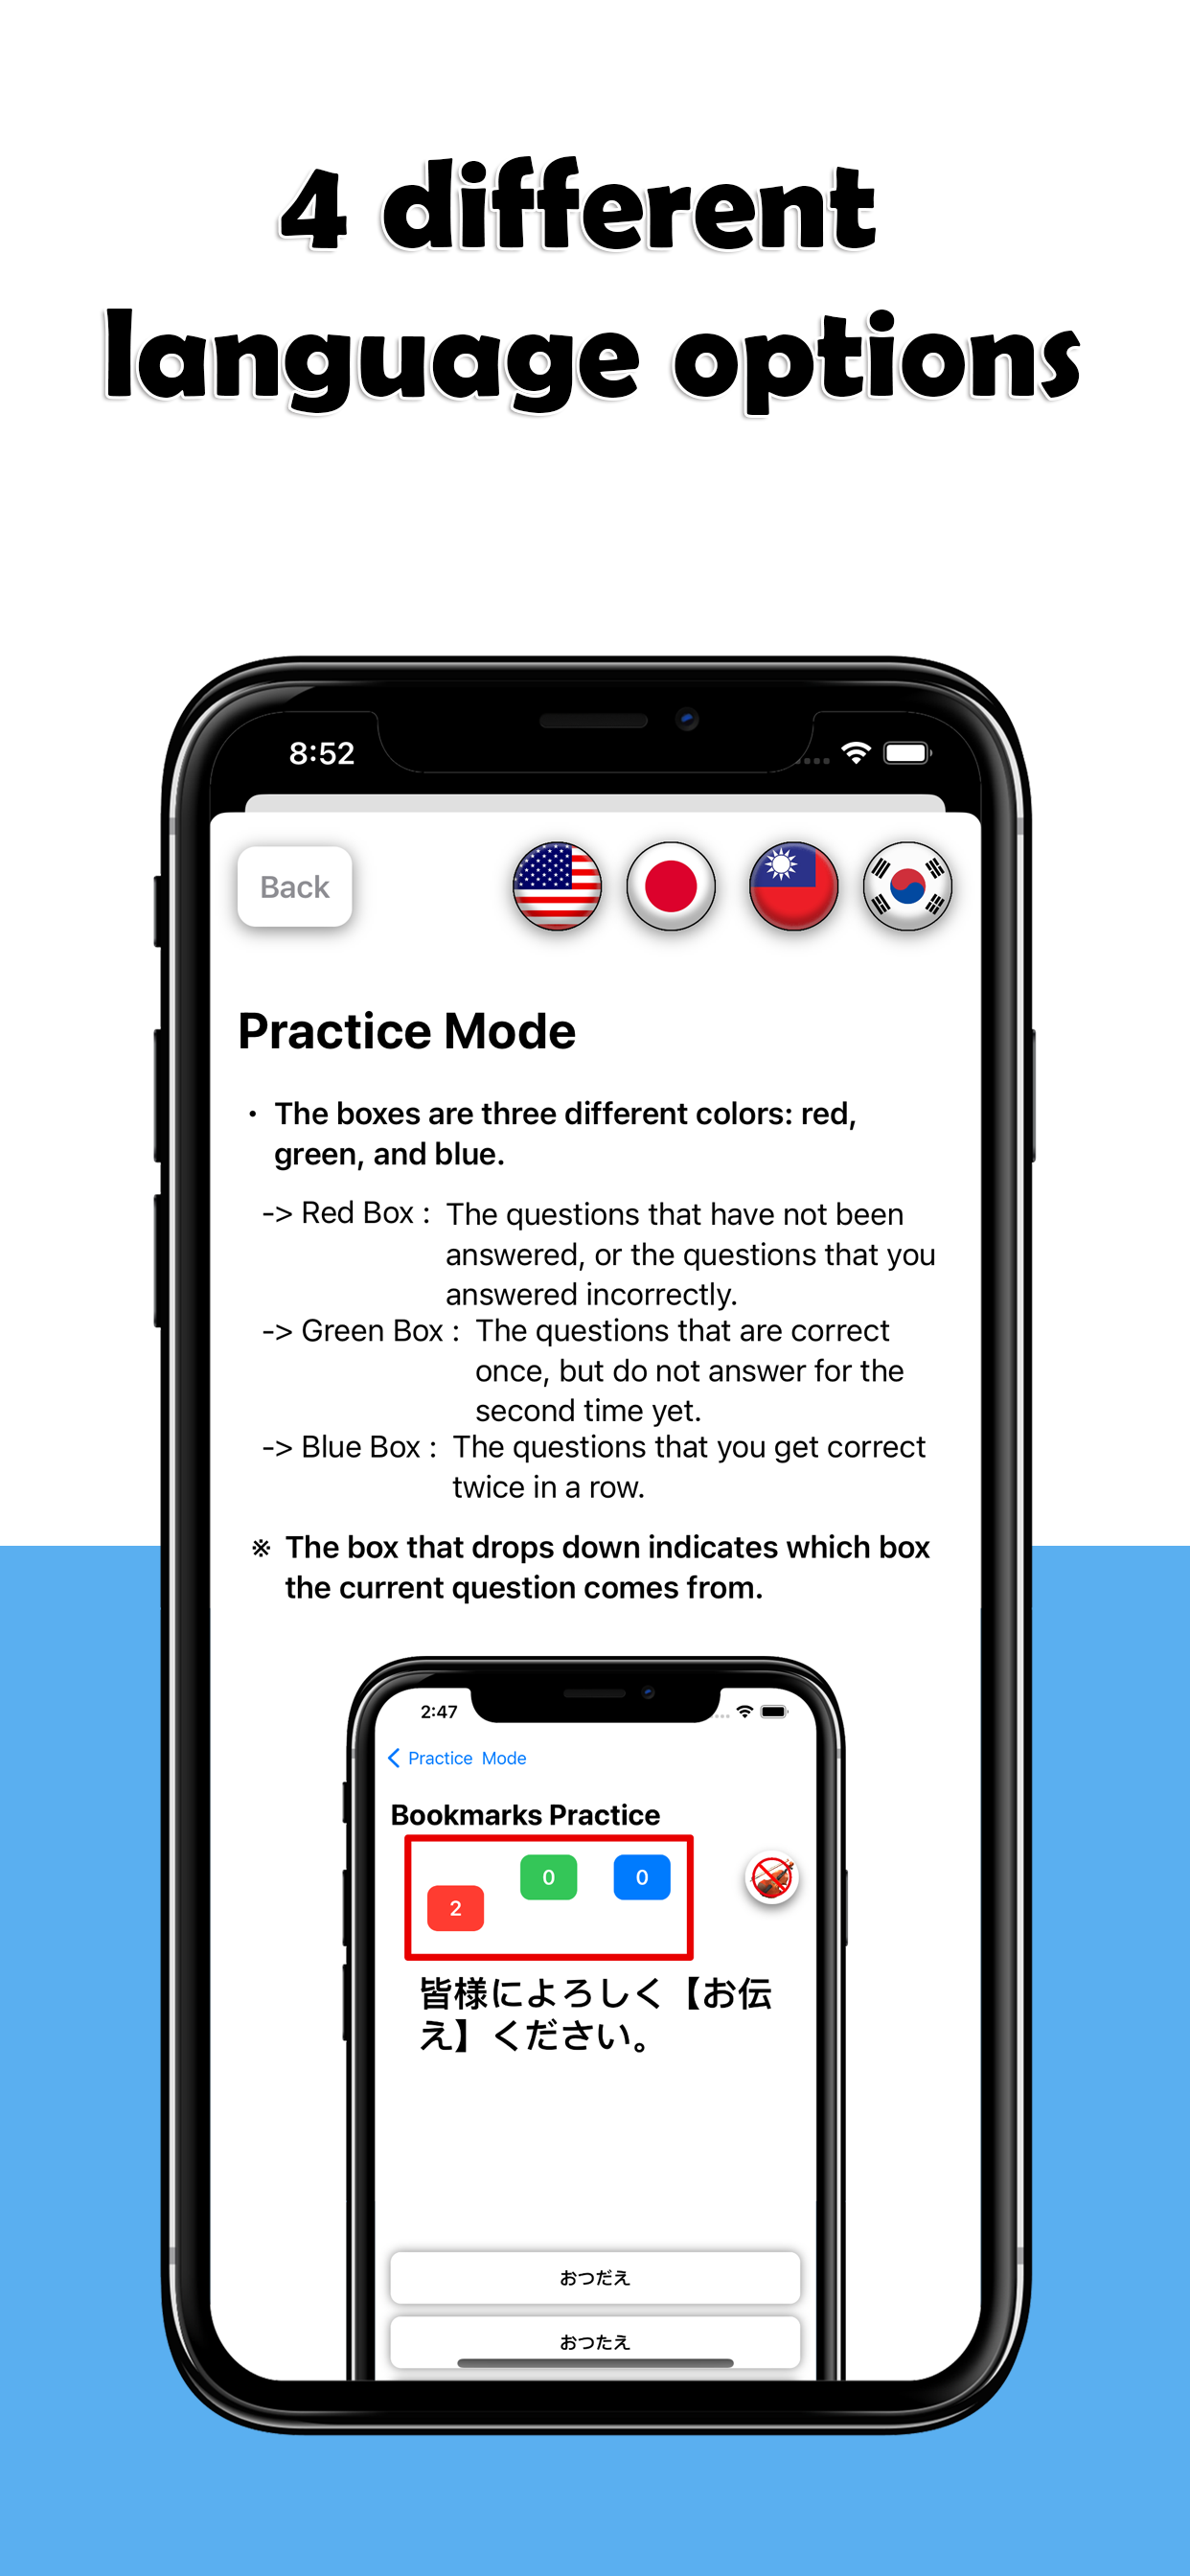 4 different
language options
8:52
Back
Practice Mode
・ The boxes are three different colors: red,
green, and blue.
-> Red Box : The questions that have not been
answered, or the questions that you
answered incorrectly.
-> Green Box : The questions that are correct
once, but do not answer for the
second time yet.
-> Blue Box : The questions that you get correct
twice in a row.
※ The box that drops down indicates which box
the current question comes from.
2:47
Practice Mode
Bookmarks Practice
0 0
2
皆様によろしく【お伝
え】ください。
おつだえ
おつたえ